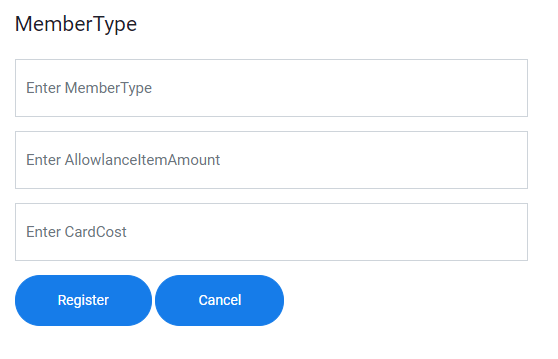 MemberType
Enter MemberType
Enter AllowlanceItemAmount
Enter CardCost
Register Cancel